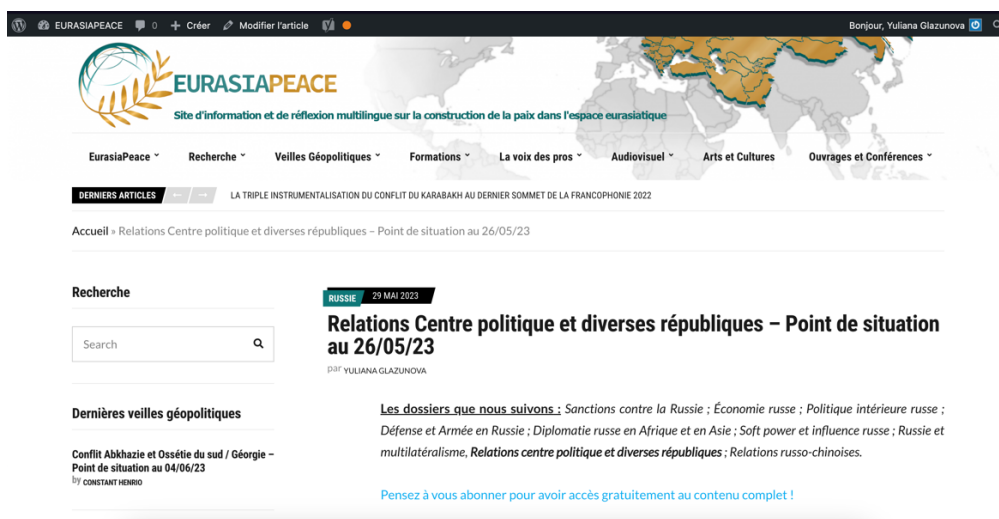 EURASIAPEACE 0 + Créer Modifier l'article
Bonjour, Yuliana Glazunova
EURASIAPEACE
Site d'information et de réflexion multilingue sur la construction de la paix dans l'espace eurasiatique
EurasiaPeace Recherche Veilles Géopolitiques Formations La voix des pros Audiovisuel Arts et Cultures Ouvrages et Conférences
DERNIERS ARTICLES ← → LA TRIPLE INSTRUMENTALISATION DU CONFLIT DU KARABAKH AU DERNIER SOMMET DE LA FRANCOPHONIE 2022
Accueil » Relations Centre politique et diverses républiques – Point de situation au 26/05/23
Recherche
Search
Dernières veilles géopolitiques
Conflit Abkhazie et Ossétie du sud / Géorgie –
Point de situation au 04/06/23
by CONSTANT HENRIO
RUSSIE 29 MAI 2023
Relations Centre politique et diverses républiques – Point de situation
au 26/05/23
par YULIANA GLAZUNOVA
Les dossiers que nous suivons : Sanctions contre la Russie ; Économie russe ; Politique intérieure russe ;
Défense et Armée en Russie ; Diplomatie russe en Afrique et en Asie ; Soft power et influence russe ; Russie et
multilatéralisme, Relations centre politique et diverses républiques ; Relations russo-chinoises.
Pensez à vous abonner pour avoir accès gratuitement au contenu complet !